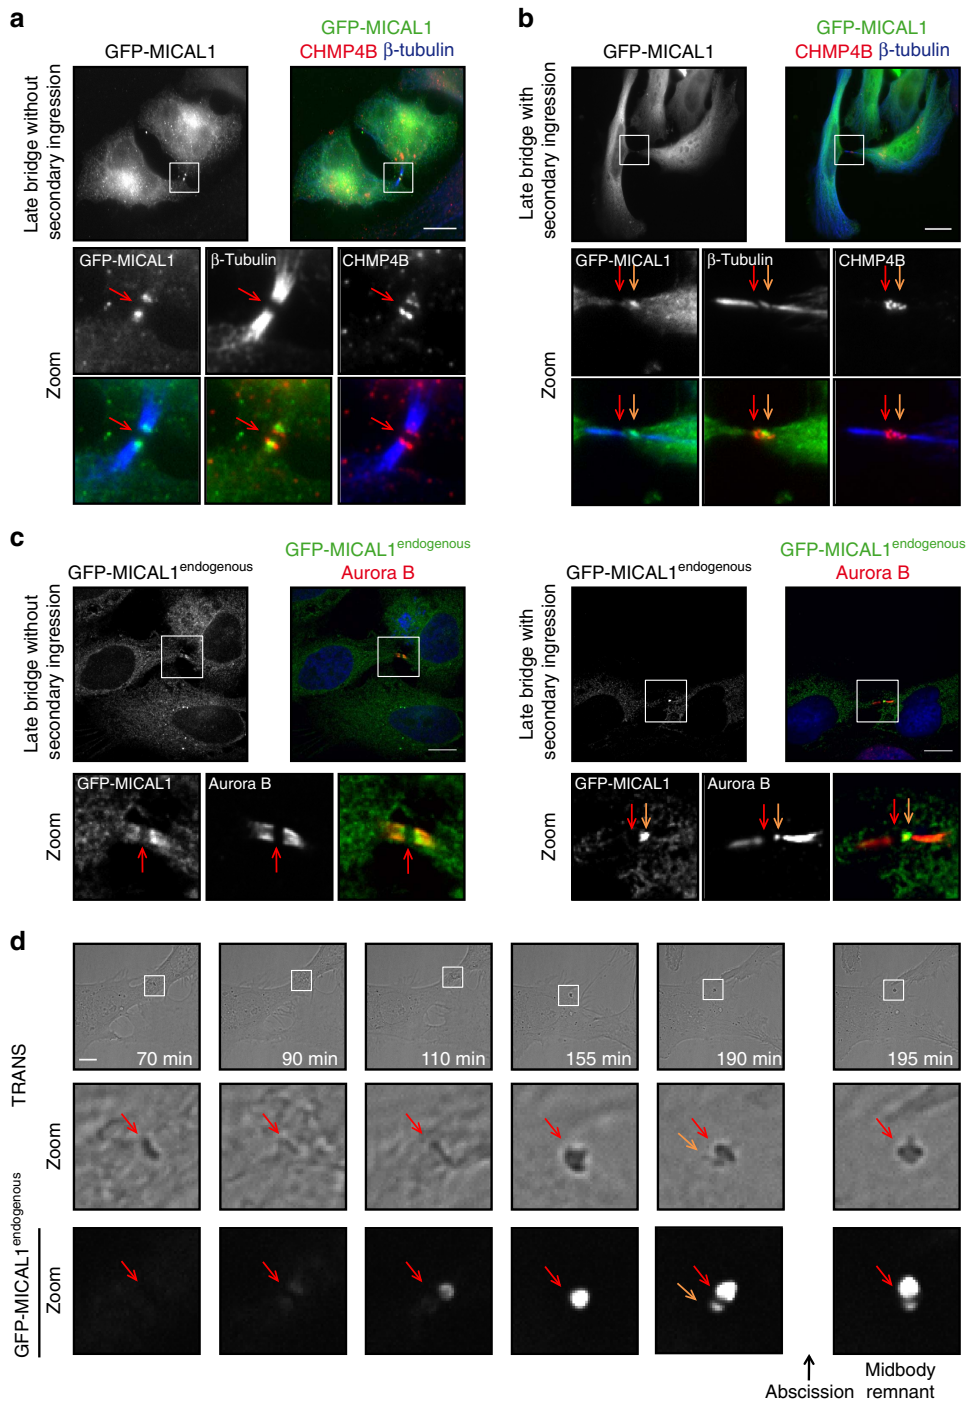 a
GFP-MICAL1
GFP-MICAL1
CHMP4B β-tubulin
Late bridge without
secondary ingression
GFP-MICAL1
β-Tubulin
CHMP4B
Zoom
b
GFP-MICAL1
GFP-MICAL1
CHMP4B β-tubulin
Late bridge with
secondary ingression
GFP-MICAL1
β-Tubulin
CHMP4B
Zoom
c
GFP-MICAL1endogenous
GFP-MICAL1endogenous
Aurora B
Late bridge without
secondary ingression
GFP-MICAL1
Aurora B
Zoom
GFP-MICAL1endogenous
GFP-MICAL1endogenous
Aurora B
Late bridge with
secondary ingression
GFP-MICAL1
Aurora B
Zoom
d
TRANS
70 min
90 min
110 min
155 min
190 min
195 min
Zoom
GFP-MICAL1endogenous
Zoom
Abscission
Midbody
remnant